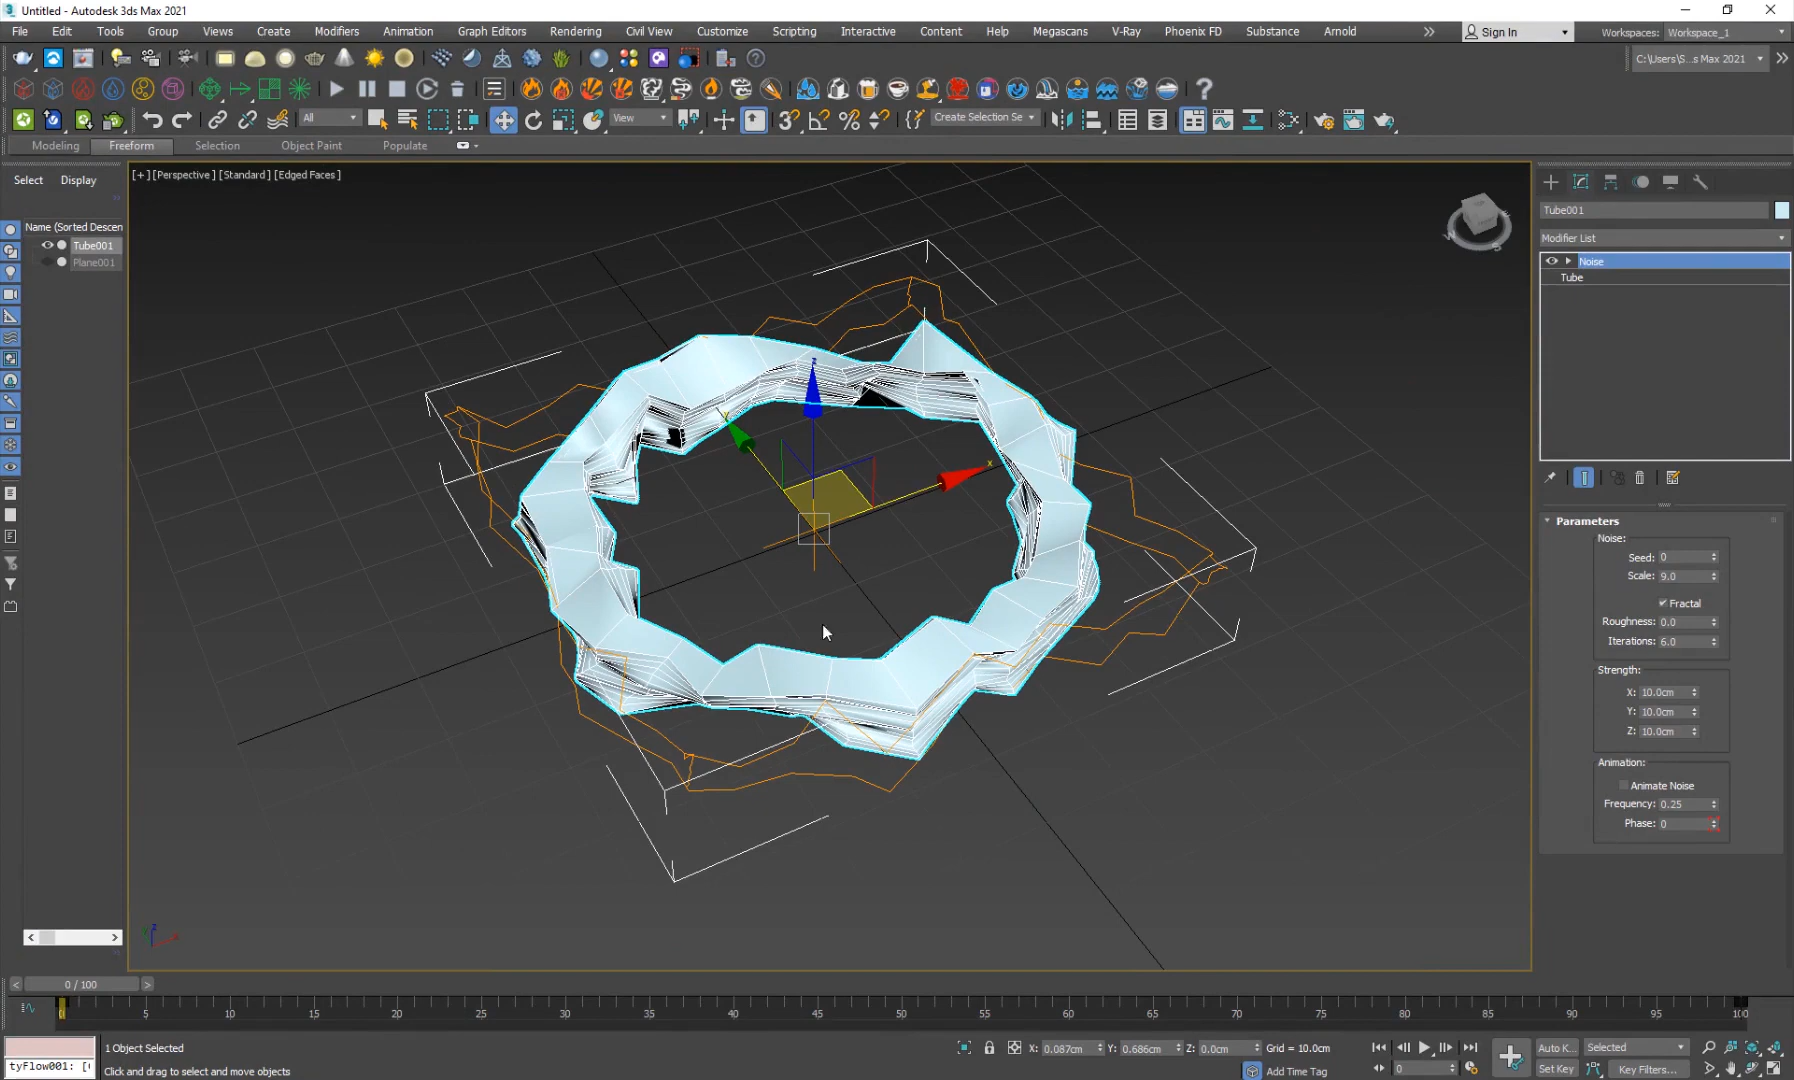 Untitled - Autodesk 3ds Max 2021
File Edit Tools Group Views Create Modifiers Animation Graph Editors Rendering Civil View Customize Scripting Interactive Content Help Megascans V-Ray Phoenix FD Substance Arnold Sign In Workspaces: Workspace_1
C:\Users\S...s Max 2021
All View Create Selection Se
Modeling Freeform Selection Object Paint Populate
Select Display
[+] [Perspective] [Standard] [Edged Faces]
Name (Sorted Descen
Tube001
Plane001
Tube001
Modifier List
Noise
Tube
Parameters
Noise:
Seed: 0
Scale: 9.0
Fractal
Roughness: 0.0
Iterations: 6.0
Strength:
X: 10.0cm
Y: 10.0cm
Z: 10.0cm
Animation:
Animate Noise
Frequency: 0.25
Phase: 0
z
y
x
W
S
z
x
0 / 100
0 5 10 15 20 25 30 35 40 45 50 55 60 65 70 75 80 85 90 95 100
1 Object Selected X: 0.087cm Y: 0.686cm Z: 0.0cm Grid = 10.0cm Auto K... Selected
tyFlow001: [( Click and drag to select and move objects Add Time Tag 0 Set Key Key Filters...